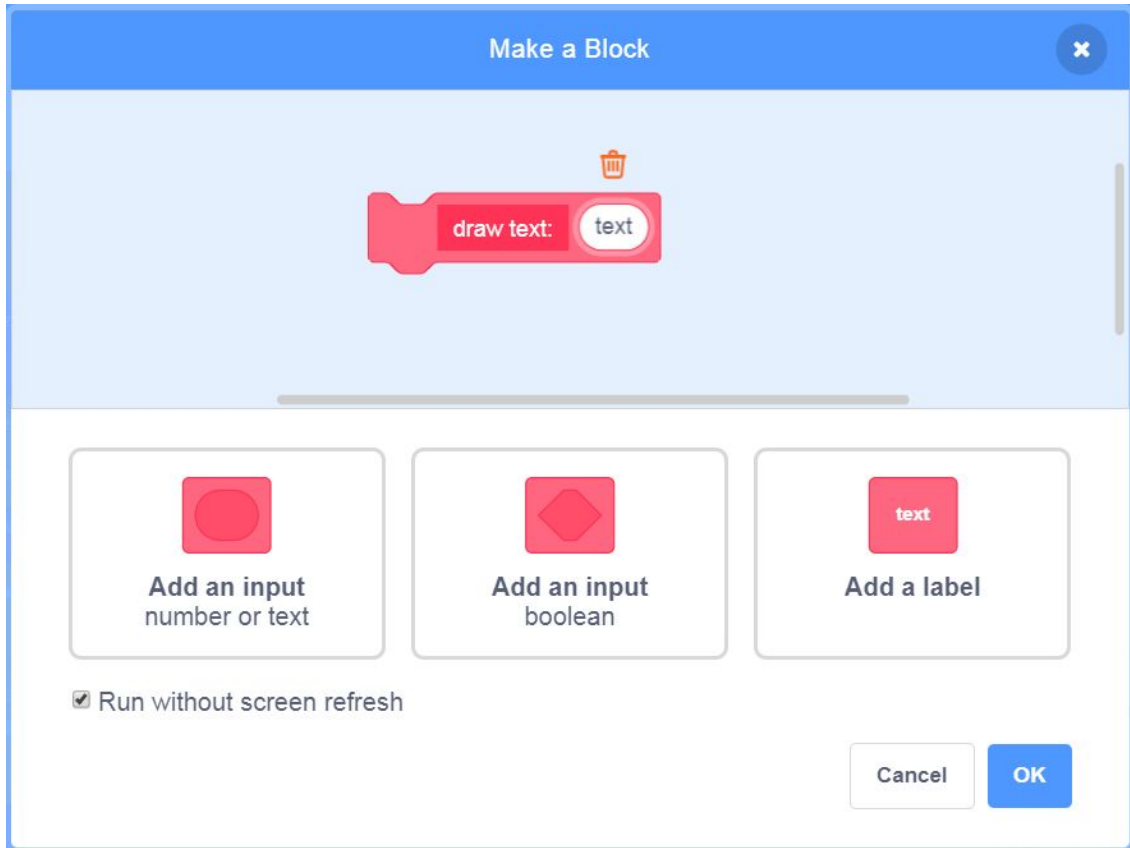 Make a Block
draw text: text
text
Add an input
number or text
Add an input
boolean
Add a label
Run without screen refresh
Cancel OK